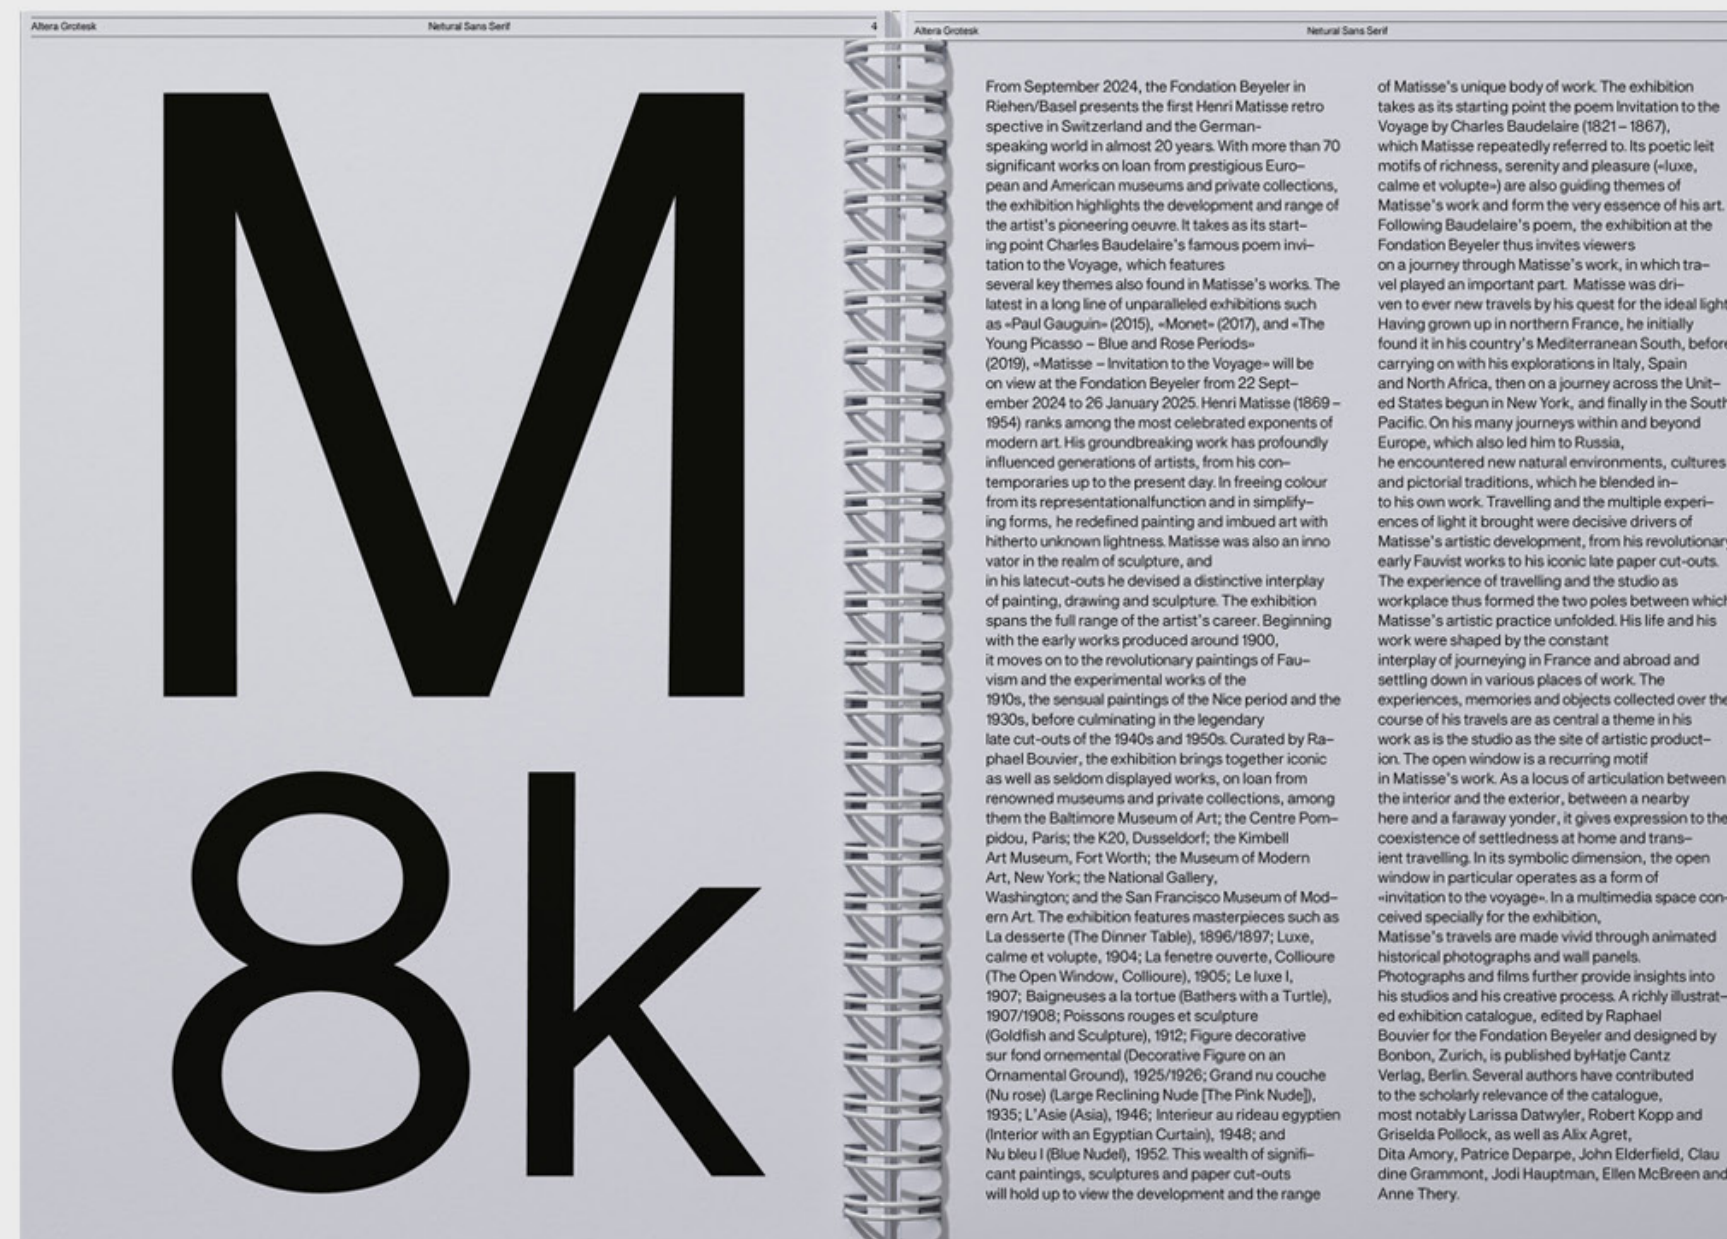 Altera Grotesk
Netural Sans Serif
4
M
8k
Altera Grotesk
Netural Sans Serif
From September 2024, the Fondation Beyeler in
Riehen/Basel presents the first Henri Matisse retro
spective in Switzerland and the German–
speaking world in almost 20 years. With more than 70
significant works on loan from prestigious Euro–
pean and American museums and private collections,
the exhibition highlights the development and range of
the artist's pioneering oeuvre. It takes as its start–
ing point Charles Baudelaire's famous poem invi–
tation to the Voyage, which features
several key themes also found in Matisse's works. The
latest in a long line of unparalleled exhibitions such
as «Paul Gauguin» (2015), «Monet» (2017), and «The
Young Picasso – Blue and Rose Periods»
(2019), «Matisse – Invitation to the Voyage» will be
on view at the Fondation Beyeler from 22 Sept–
ember 2024 to 26 January 2025. Henri Matisse (1869 –
1954) ranks among the most celebrated exponents of
modern art. His groundbreaking work has profoundly
influenced generations of artists, from his con–
temporaries up to the present day. In freeing colour
from its representationalfunction and in simplify–
ing forms, he redefined painting and imbued art with
hitherto unknown lightness. Matisse was also an inno
vator in the realm of sculpture, and
in his latecut-outs he devised a distinctive interplay
of painting, drawing and sculpture. The exhibition
spans the full range of the artist's career. Beginning
with the early works produced around 1900,
it moves on to the revolutionary paintings of Fau–
vism and the experimental works of the
1910s, the sensual paintings of the Nice period and the
1930s, before culminating in the legendary
late cut-outs of the 1940s and 1950s. Curated by Ra–
phael Bouvier, the exhibition brings together iconic
as well as seldom displayed works, on loan from
renowned museums and private collections, among
them the Baltimore Museum of Art; the Centre Pom–
pidou, Paris; the K20, Dusseldorf; the Kimbell
Art Museum, Fort Worth; the Museum of Modern
Art, New York; the National Gallery,
Washington; and the San Francisco Museum of Mod–
ern Art. The exhibition features masterpieces such as
La desserte (The Dinner Table), 1896/1897; Luxe,
calme et volupte, 1904; La fenetre ouverte, Collioure
(The Open Window, Collioure), 1905; Le luxe I,
1907; Baigneuses a la tortue (Bathers with a Turtle),
1907/1908; Poissons rouges et sculpture
(Goldfish and Sculpture), 1912; Figure decorative
sur fond ornemental (Decorative Figure on an
Ornamental Ground), 1925/1926; Grand nu couche
(Nu rose) (Large Reclining Nude [The Pink Nude]),
1935; L'Asie (Asia), 1946; Interieur au rideau egyptien
(Interior with an Egyptian Curtain), 1948; and
Nu bleu I (Blue Nudel), 1952. This wealth of signifi–
cant paintings, sculptures and paper cut-outs
will hold up to view the development and the range
of Matisse's unique body of work. The exhibition
takes as its starting point the poem Invitation to the
Voyage by Charles Baudelaire (1821 – 1867),
which Matisse repeatedly referred to. Its poetic leit
motifs of richness, serenity and pleasure («luxe,
calme et volupte») are also guiding themes of
Matisse's work and form the very essence of his art.
Following Baudelaire's poem, the exhibition at the
Fondation Beyeler thus invites viewers
on a journey through Matisse's work, in which tra–
vel played an important part. Matisse was dri–
ven to ever new travels by his quest for the ideal light
Having grown up in northern France, he initially
found it in his country's Mediterranean South, before
carrying on with his explorations in Italy, Spain
and North Africa, then on a journey across the Unit–
ed States begun in New York, and finally in the South
Pacific. On his many journeys within and beyond
Europe, which also led him to Russia,
he encountered new natural environments, cultures
and pictorial traditions, which he blended in–
to his own work. Travelling and the multiple experi–
ences of light it brought were decisive drivers of
Matisse's artistic development, from his revolutionary
early Fauvist works to his iconic late paper cut-outs.
The experience of travelling and the studio as
workplace thus formed the two poles between which
Matisse's artistic practice unfolded. His life and his
work were shaped by the constant
interplay of journeying in France and abroad and
settling down in various places of work. The
experiences, memories and objects collected over the
course of his travels are as central a theme in his
work as is the studio as the site of artistic product–
ion. The open window is a recurring motif
in Matisse's work. As a locus of articulation between
the interior and the exterior, between a nearby
here and a faraway yonder, it gives expression to the
coexistence of settledness at home and trans–
ient travelling. In its symbolic dimension, the open
window in particular operates as a form of
«invitation to the voyage». In a multimedia space con–
ceived specially for the exhibition,
Matisse's travels are made vivid through animated
historical photographs and wall panels.
Photographs and films further provide insights into
his studios and his creative process. A richly illustrat–
ed exhibition catalogue, edited by Raphael
Bouvier for the Fondation Beyeler and designed by
Bonbon, Zurich, is published byHatje Cantz
Verlag, Berlin. Several authors have contributed
to the scholarly relevance of the catalogue,
most notably Larissa Datwyler, Robert Kopp and
Griselda Pollock, as well as Alix Agret,
Dita Amory, Patrice Deparpe, John Elderfield, Clau
dine Grammont, Jodi Hauptman, Ellen McBreen and
Anne Thery.